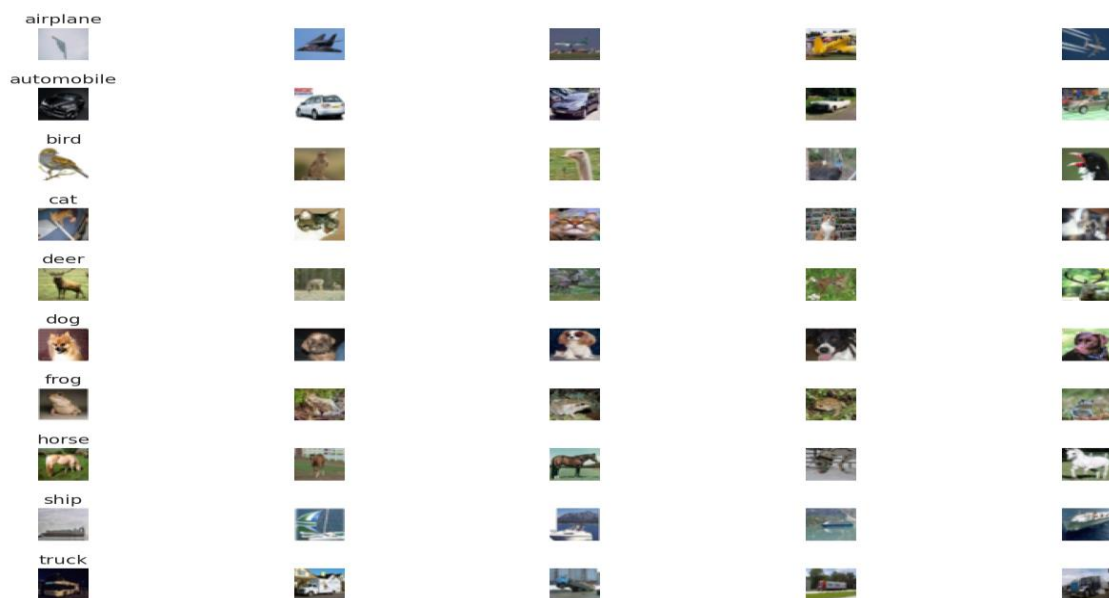 airplane
automobile
bird
cat
deer
dog
frog
horse
ship
truck